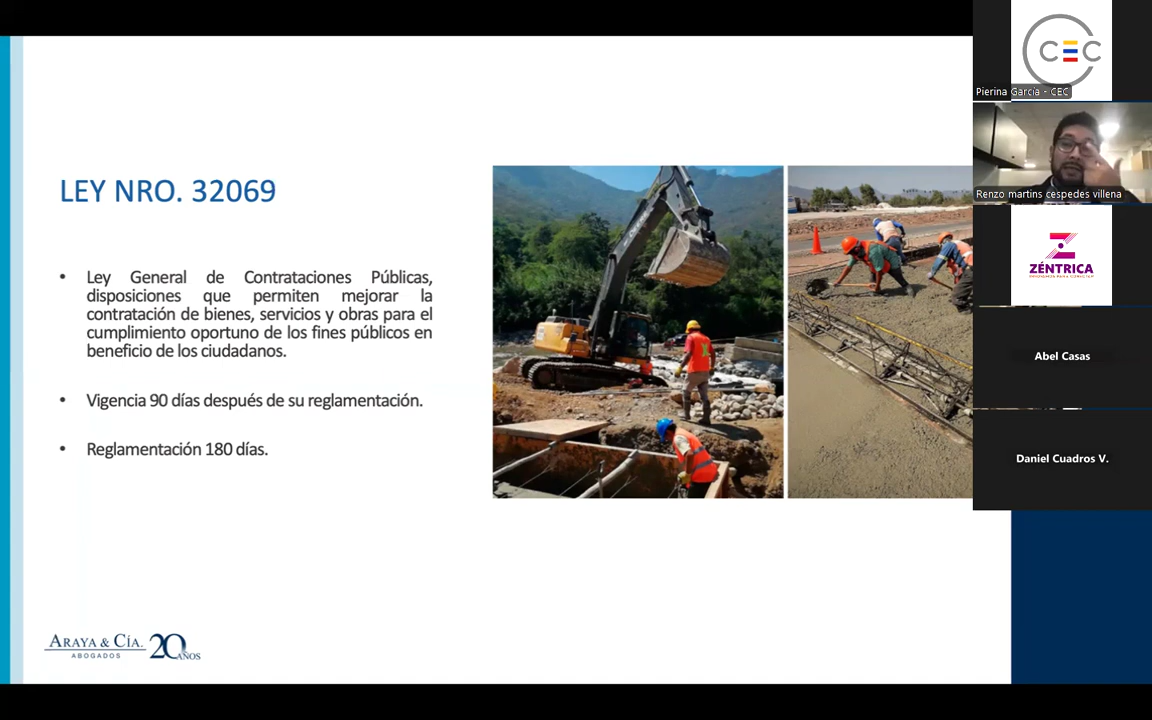 LEY NRO. 32069
• Ley General de Contrataciones Públicas,
disposiciones que permiten mejorar la
contratación de bienes, servicios y obras para el
cumplimiento oportuno de los fines públicos en
beneficio de los ciudadanos.
• Vigencia 90 días después de su reglamentación.
• Reglamentación 180 días.
ARAYA & CÍA.
ABOGADOS
20 AÑOS
CEC
Pierina García - CEC
Renzo martins cespedes villena
ZÉNTRICA
Abel Casas
Daniel Cuadros V.